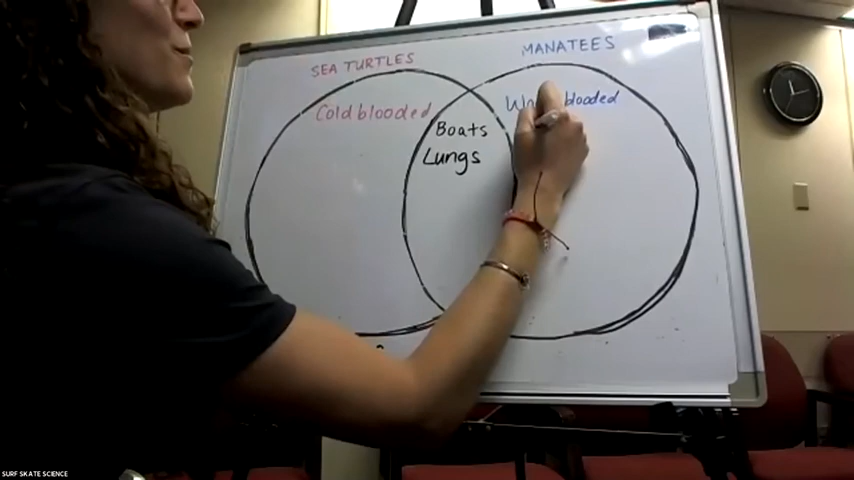 SEA TURTLES
MANATEES
Cold blooded
blooded
Boats
Lungs
SURF SKATE SCIENCE